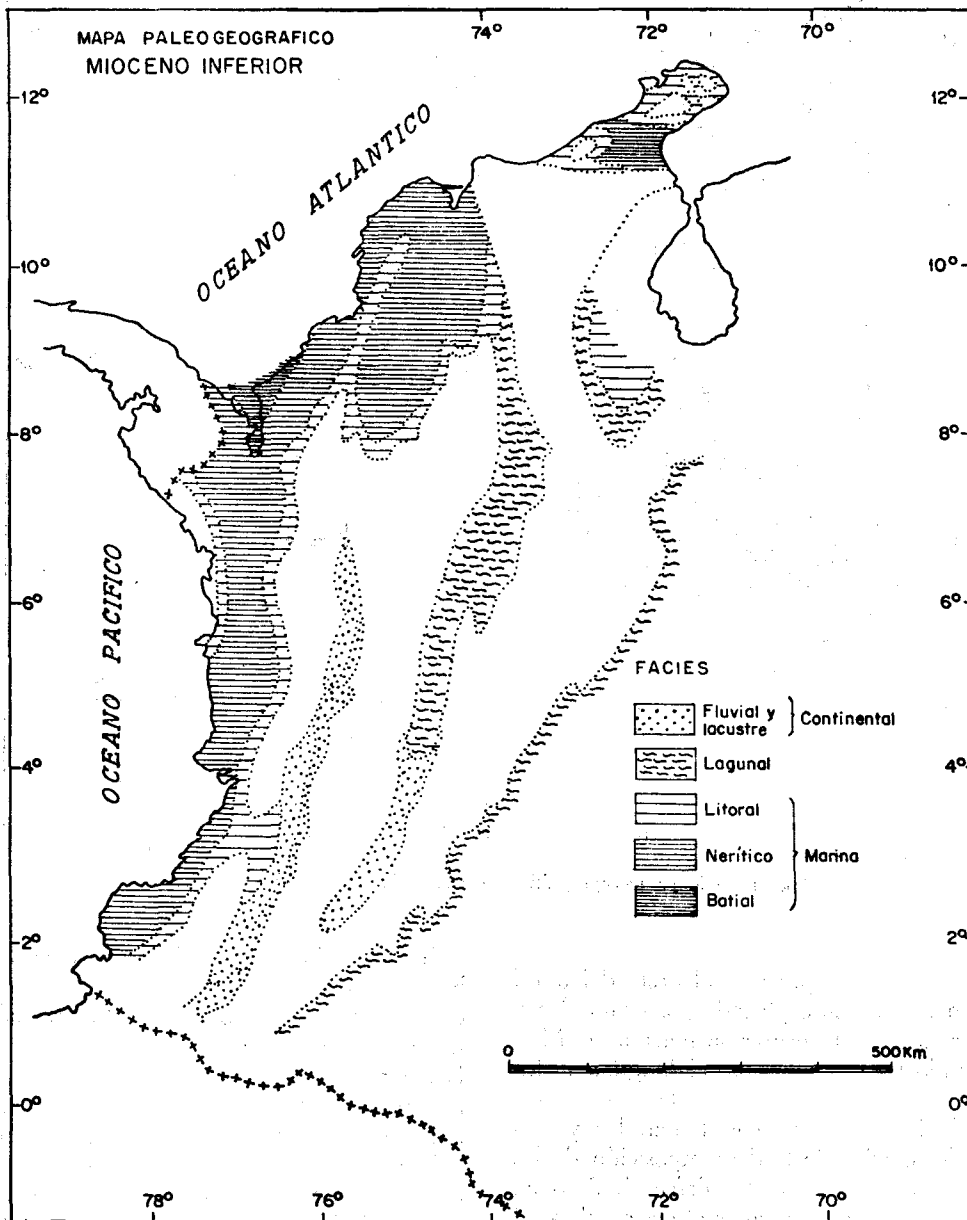 MAPA PALEOGEOGRAFICO
MIOCENO INFERIOR
74°
72°
70°
12°
12°
OCEANO ATLANTICO
10°
10°
8°
8°
OCEANO PACIFICO
6°
6°
FACIES
Fluvial y
lacustre
Continental
Lagunal
4°
4°
Litoral
Nerítico
Marina
Batial
2°
2°
0
500Km
0°
0°
78°
76°
74°
72°
70°